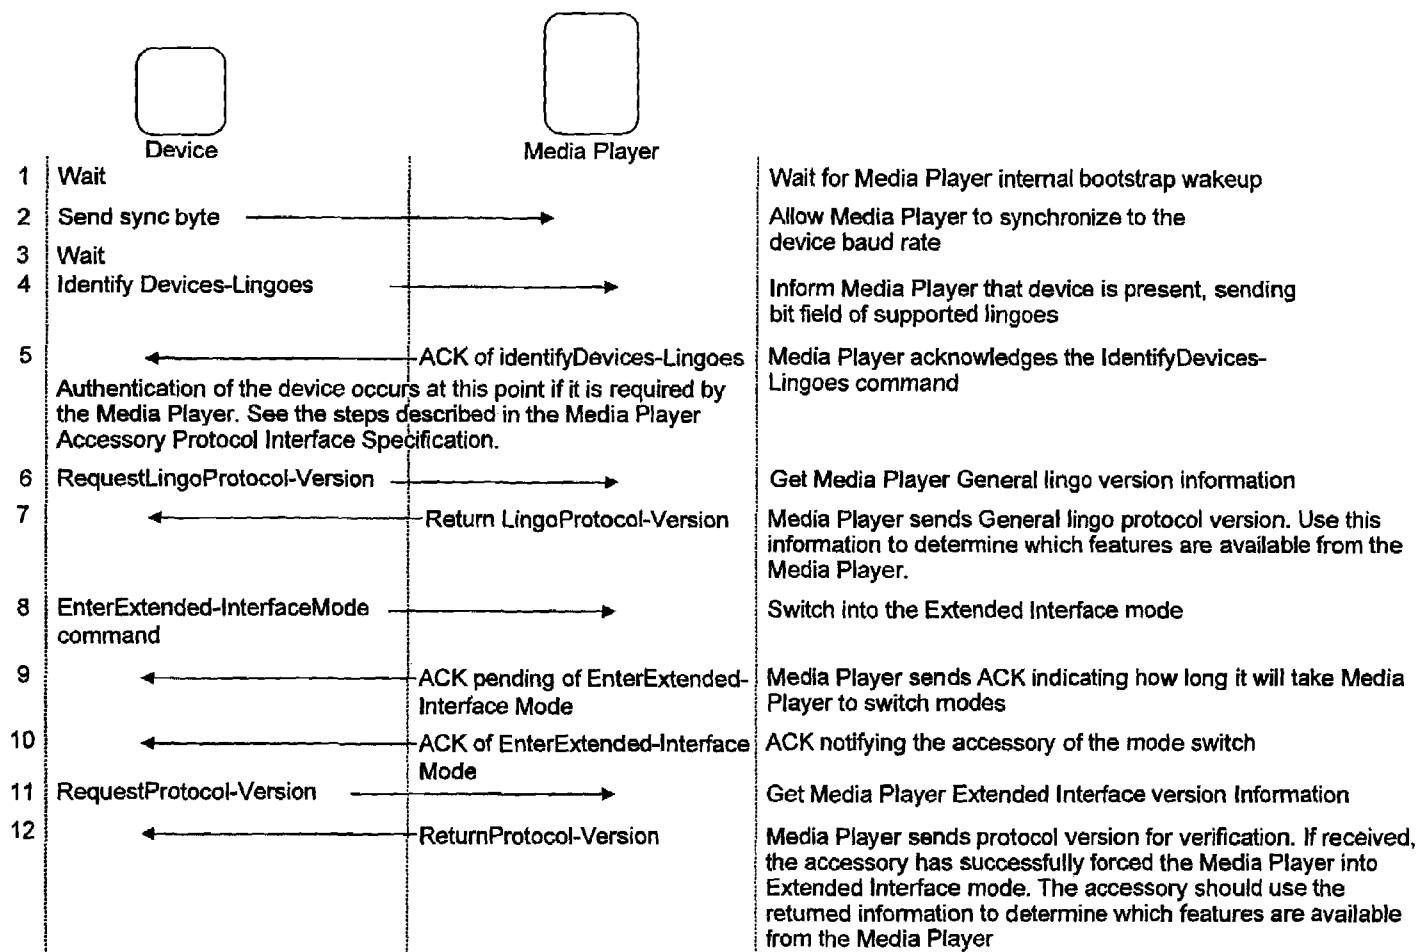 Device
Media Player
1 Wait Wait for Media Player internal bootstrap wakeup
2 Send sync byte Allow Media Player to synchronize to the
device baud rate
3 Wait
4 Identify Devices-Lingoes Inform Media Player that device is present, sending
bit field of supported lingoes
5 ACK of identifyDevices-Lingoes Media Player acknowledges the IdentifyDevices-
Lingoes command
Authentication of the device occurs at this point if it is required by
the Media Player. See the steps described in the Media Player
Accessory Protocol Interface Specification.
6 RequestLingoProtocol-Version Get Media Player General lingo version information
7 Return LingoProtocol-Version Media Player sends General lingo protocol version. Use this
information to determine which features are available from the
Media Player.
8 EnterExtended-InterfaceMode Switch into the Extended Interface mode
command
9 ACK pending of EnterExtended- Media Player sends ACK indicating how long it will take Media
Interface Mode Player to switch modes
10 ACK of EnterExtended-Interface ACK notifying the accessory of the mode switch
Mode
11 RequestProtocol-Version Get Media Player Extended Interface version Information
12 ReturnProtocol-Version Media Player sends protocol version for verification. If received,
the accessory has successfully forced the Media Player into
Extended Interface mode. The accessory should use the
returned information to determine which features are available
from the Media Player